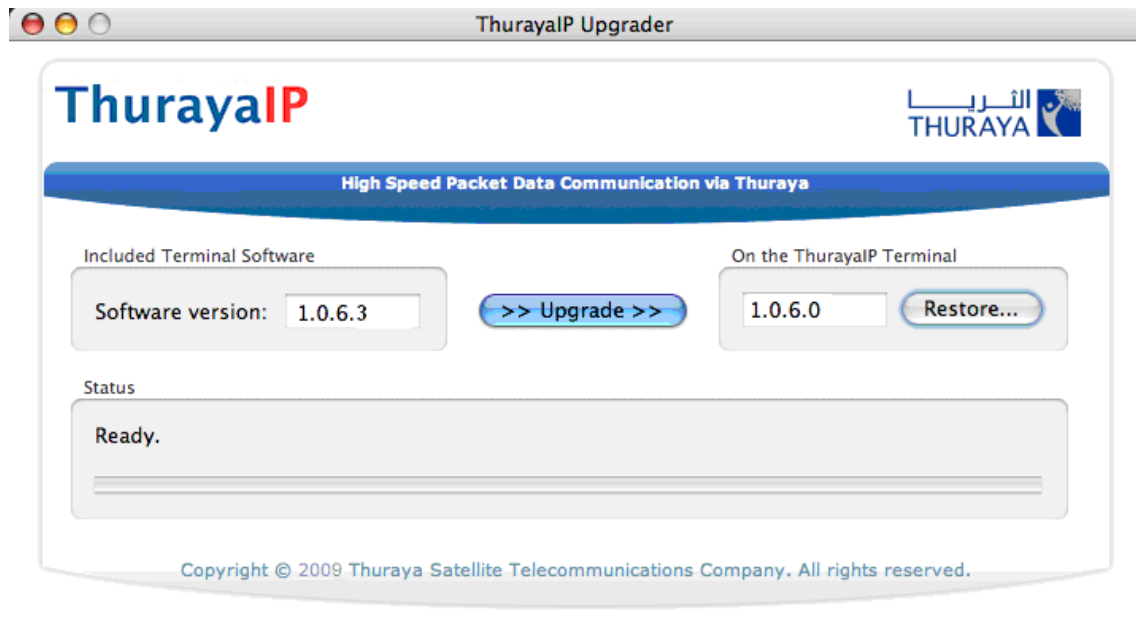 ThurayaIP Upgrader
ThurayaIP
الثريا
THURAYA
High Speed Packet Data Communication via Thuraya
Included Terminal Software
On the ThurayaIP Terminal
Software version: 1.0.6.3
>> Upgrade >>
1.0.6.0
Restore...
Status
Ready.
Copyright © 2009 Thuraya Satellite Telecommunications Company. All rights reserved.